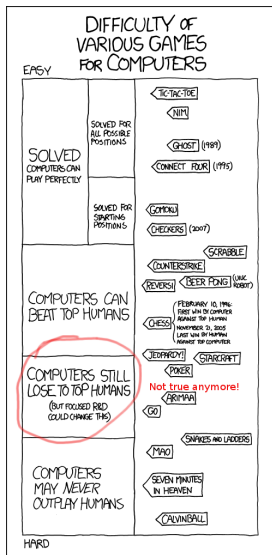 DIFFICULTY OF
VARIOUS GAMES
FOR COMPUTERS
EASY
SOLVED
COMPUTERS CAN
PLAY PERFECTLY
SOLVED FOR
ALL POSSIBLE
POSITIONS
TIC-TAC-TOE
NIM
GHOST (1989)
CONNECT FOUR (1995)
SOLVED FOR
STARTING
POSITIONS
GOMOKU
CHECKERS (2007)
COMPUTERS CAN
BEAT TOP HUMANS
SCRABBLE
COUNTERSTRIKE
REVERSI
BEER PONG (UIUC
ROBOT)
CHESS
FEBRUARY 10, 1996:
FIRST WIN BY COMPUTER
AGAINST TOP HUMAN
NOVEMBER 21, 2005:
LAST WIN BY HUMAN
AGAINST TOP COMPUTER
COMPUTERS STILL
LOSE TO TOP HUMANS
(BUT FOCUSED R&D
COULD CHANGE THIS)
JEOPARDY!
STARCRAFT
POKER
Not true anymore!
ARIMAA
GO
COMPUTERS
MAY NEVER
OUTPLAY HUMANS
SNAKES AND LADDERS
MAO
SEVEN MINUTES
IN HEAVEN
CALVINBALL
HARD